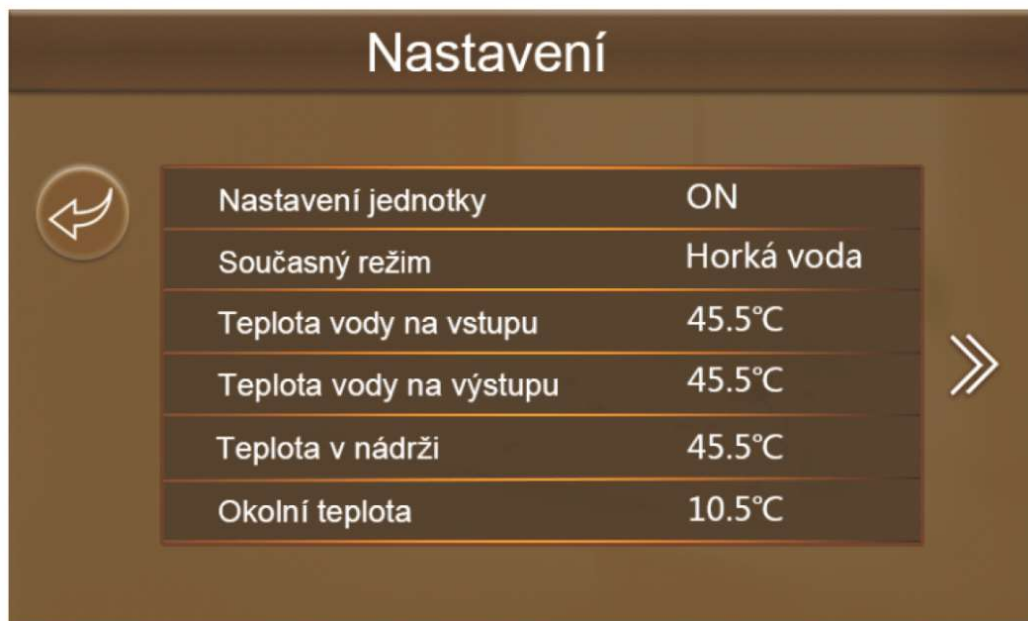 Nastavení
Nastavení jednotky ON
Současný režim Horká voda
Teplota vody na vstupu 45.5℃
Teplota vody na výstupu 45.5℃
Teplota v nádrži 45.5℃
Okolní teplota 10.5℃